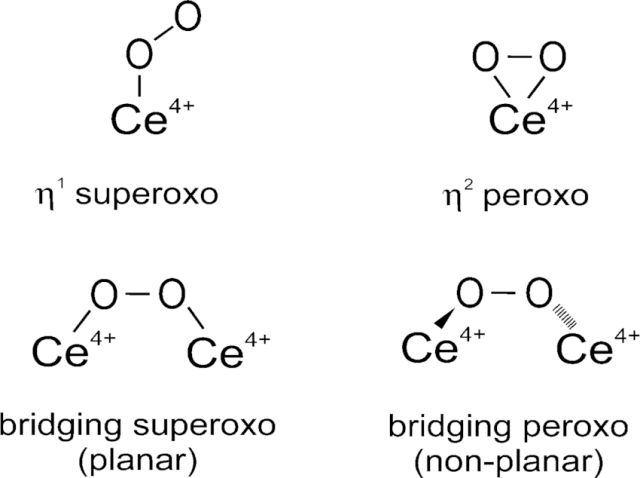 O
O
O O
Ce⁴⁺
Ce⁴⁺
η¹ superoxo
η² peroxo
O O
O O
Ce⁴⁺
Ce⁴⁺
Ce⁴⁺
Ce⁴⁺
bridging superoxo
(planar)
bridging peroxo
(non-planar)